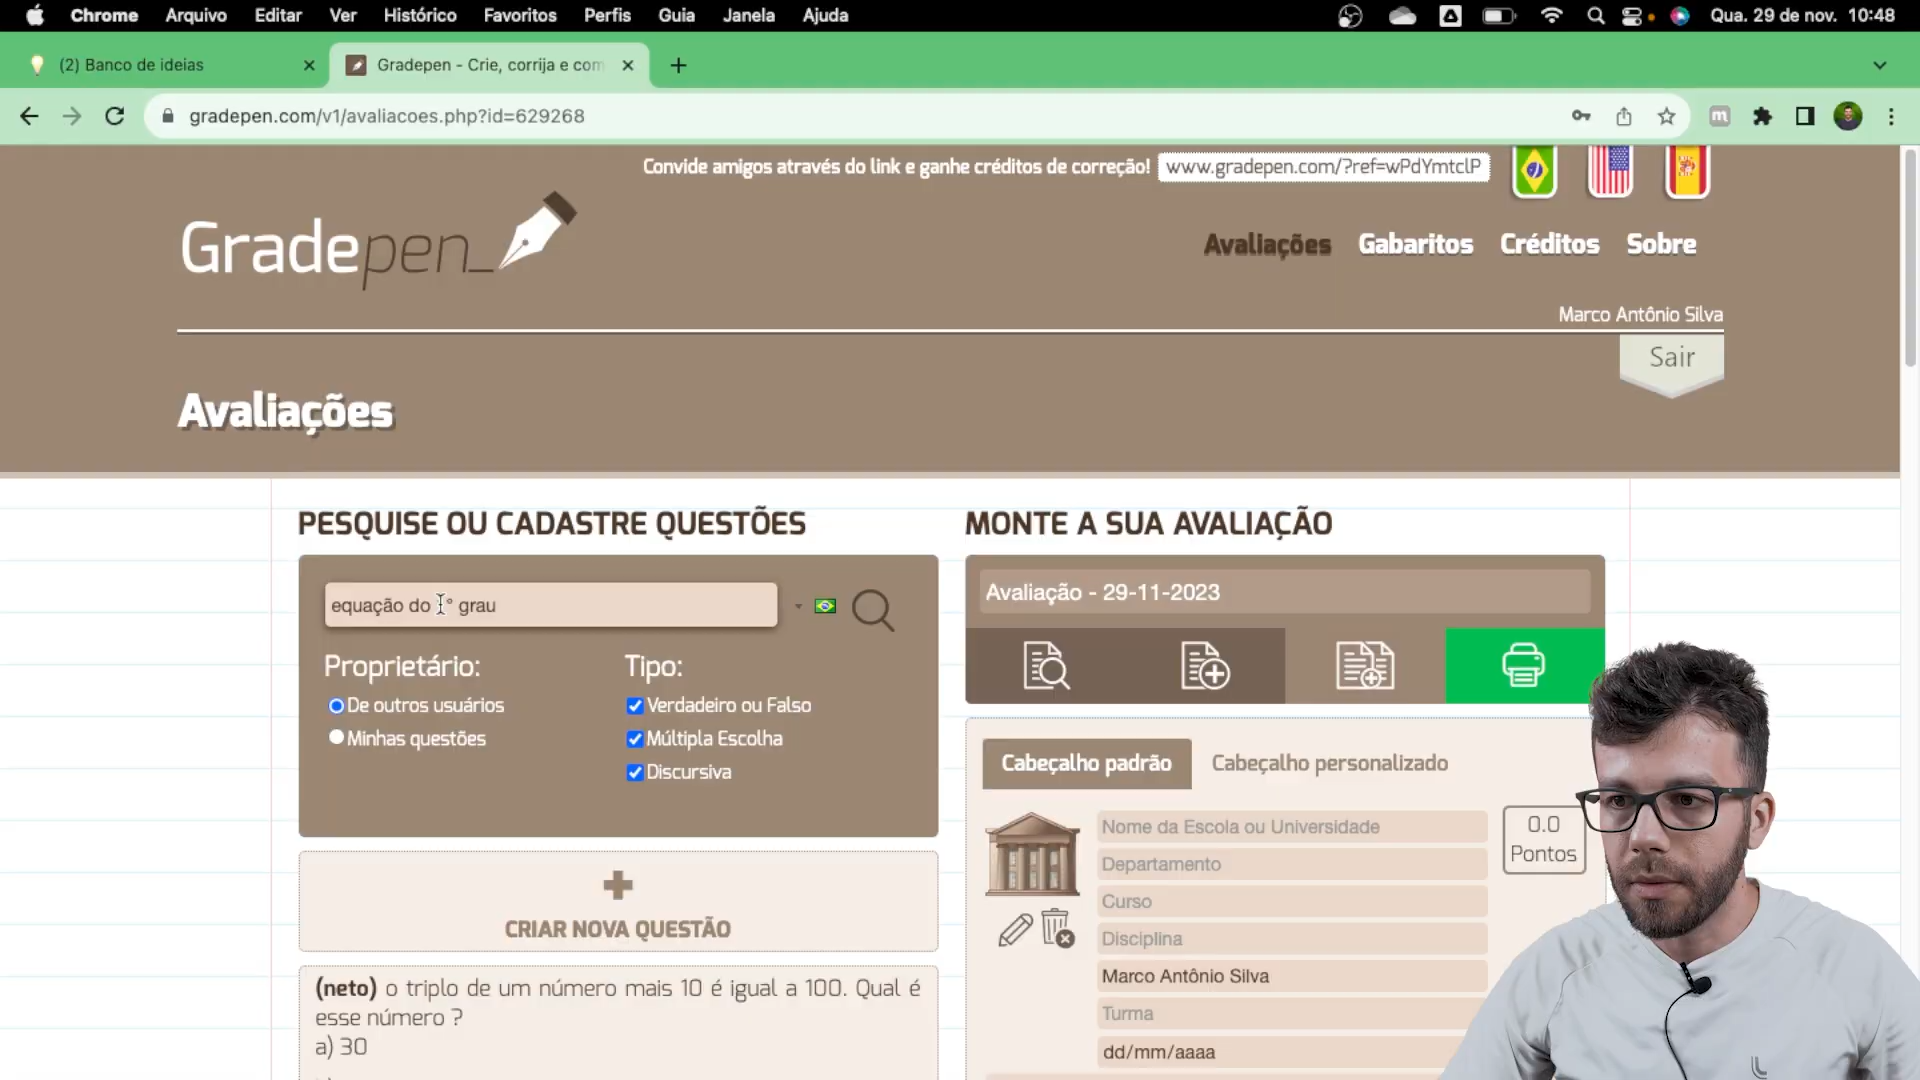 Chrome Arquivo Editar Ver Histórico Favoritos Perfis Guia Janela Ajuda Qua. 29 de nov. 10:48
(2) Banco de ideias
Gradepen - Crie, corrija e com
gradepen.com/v1/avaliacoes.php?id=629268
Convide amigos através do link e ganhe créditos de correção! www.gradepen.com/?ref=wPdYmtclP
Gradepen_
Avaliações Gabaritos Créditos Sobre
Marco Antônio Silva
Sair
Avaliações
PESQUISE OU CADASTRE QUESTÕES
equação do 1° grau
Proprietário:
De outros usuários
Minhas questões
Tipo:
Verdadeiro ou Falso
Múltipla Escolha
Discursiva
CRIAR NOVA QUESTÃO
(neto) o triplo de um número mais 10 é igual a 100. Qual é
esse número ?
a) 30
MONTE A SUA AVALIAÇÃO
Avaliação - 29-11-2023
Cabeçalho padrão Cabeçalho personalizado
Nome da Escola ou Universidade
Departamento
Curso
Disciplina
Marco Antônio Silva
Turma
dd/mm/aaaa
0.0
Pontos